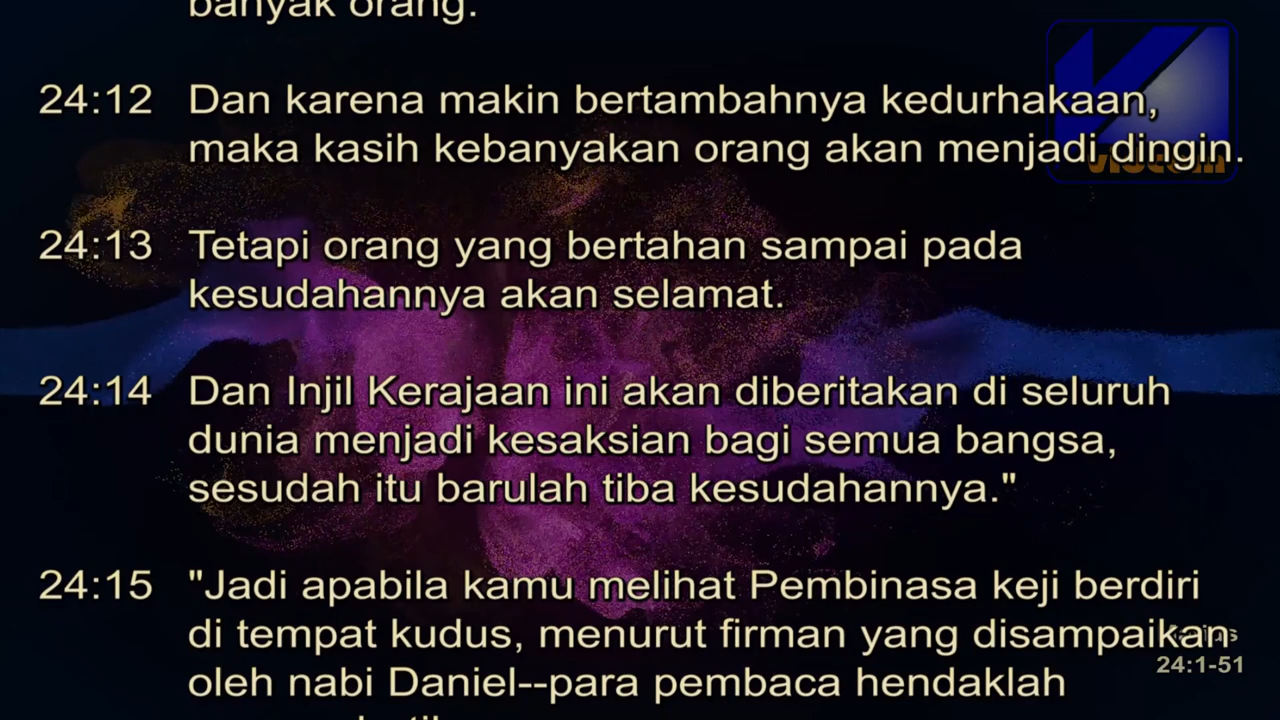 banyak orang.
24:12 Dan karena makin bertambahnya kedurhakaan,
maka kasih kebanyakan orang akan menjadi dingin.
24:13 Tetapi orang yang bertahan sampai pada
kesudahannya akan selamat.
24:14 Dan Injil Kerajaan ini akan diberitakan di seluruh
dunia menjadi kesaksian bagi semua bangsa,
sesudah itu barulah tiba kesudahannya."
24:15 "Jadi apabila kamu melihat Pembinasa keji berdiri
di tempat kudus, menurut firman yang disampaikan
oleh nabi Daniel--para pembaca hendaklah
24:1-51